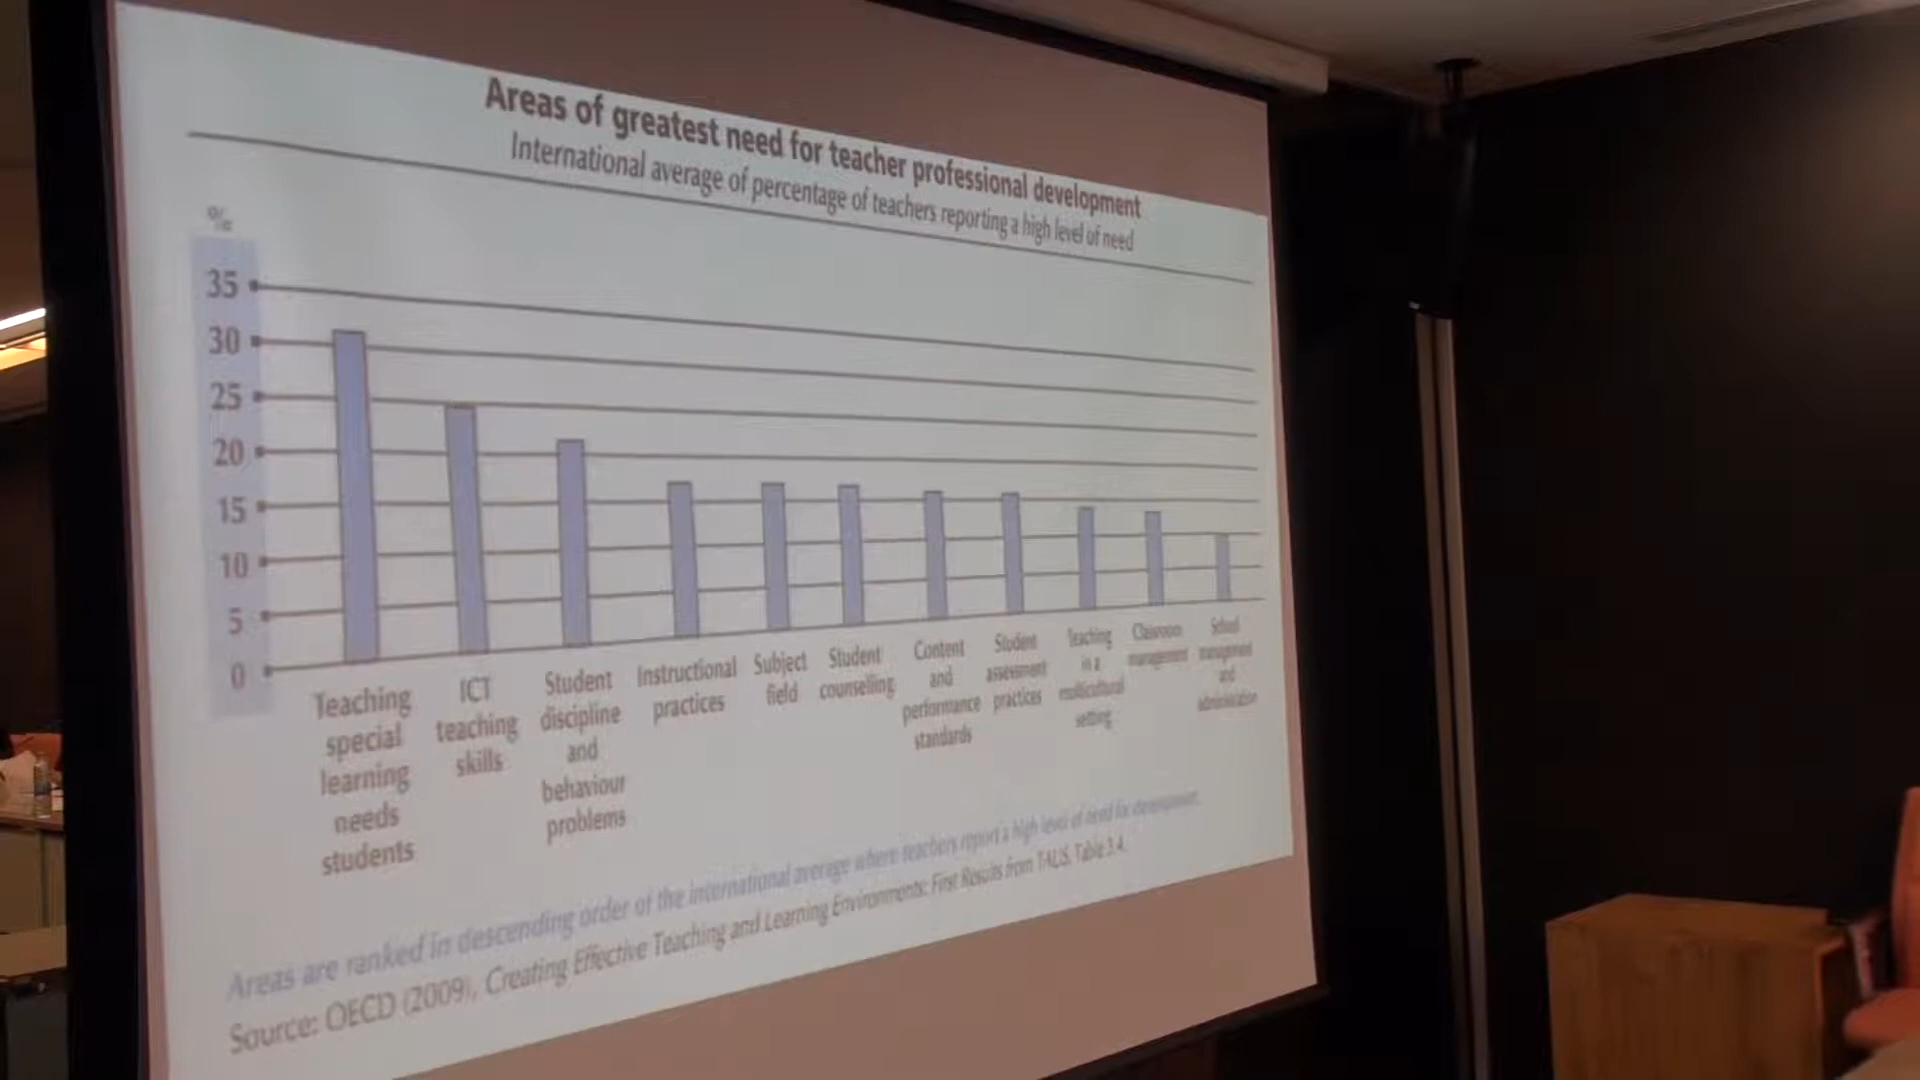 Areas of greatest need for teacher professional development
International average of percentage of teachers reporting a high level of need
%
35
30
25
20
15
10
5
0
Teaching
special
learning
needs
students
ICT
teaching
skills
Student
discipline
and
behaviour
problems
Instructional
practices
Subject
field
Student
counselling
Content
and
performance
standards
Student
assessment
practices
Teaching
in a
multicultural
setting
Classroom
management
School
management
and
administration
Areas are ranked in descending order of the international average where teachers report a high level of need for development.
Source: OECD (2009), Creating Effective Teaching and Learning Environments: First Results from TALIS, Table 3.4.